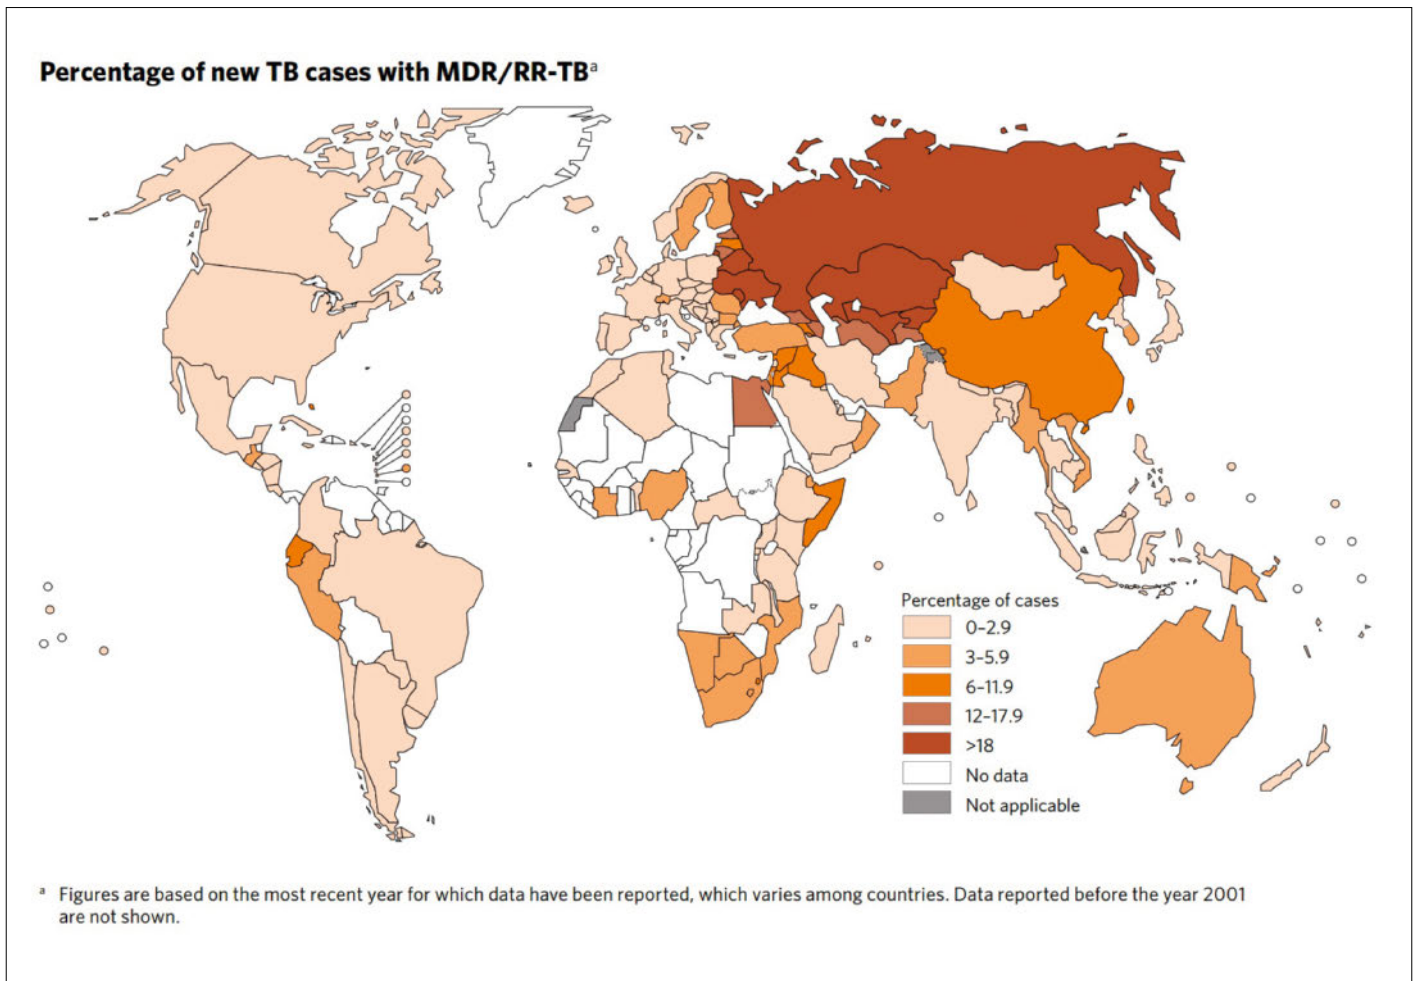 Percentage of new TB cases with MDR/RR-TBa
Percentage of cases
0–2.9
3–5.9
6–11.9
12–17.9
>18
No data
Not applicable
a Figures are based on the most recent year for which data have been reported, which varies among countries. Data reported before the year 2001
are not shown.